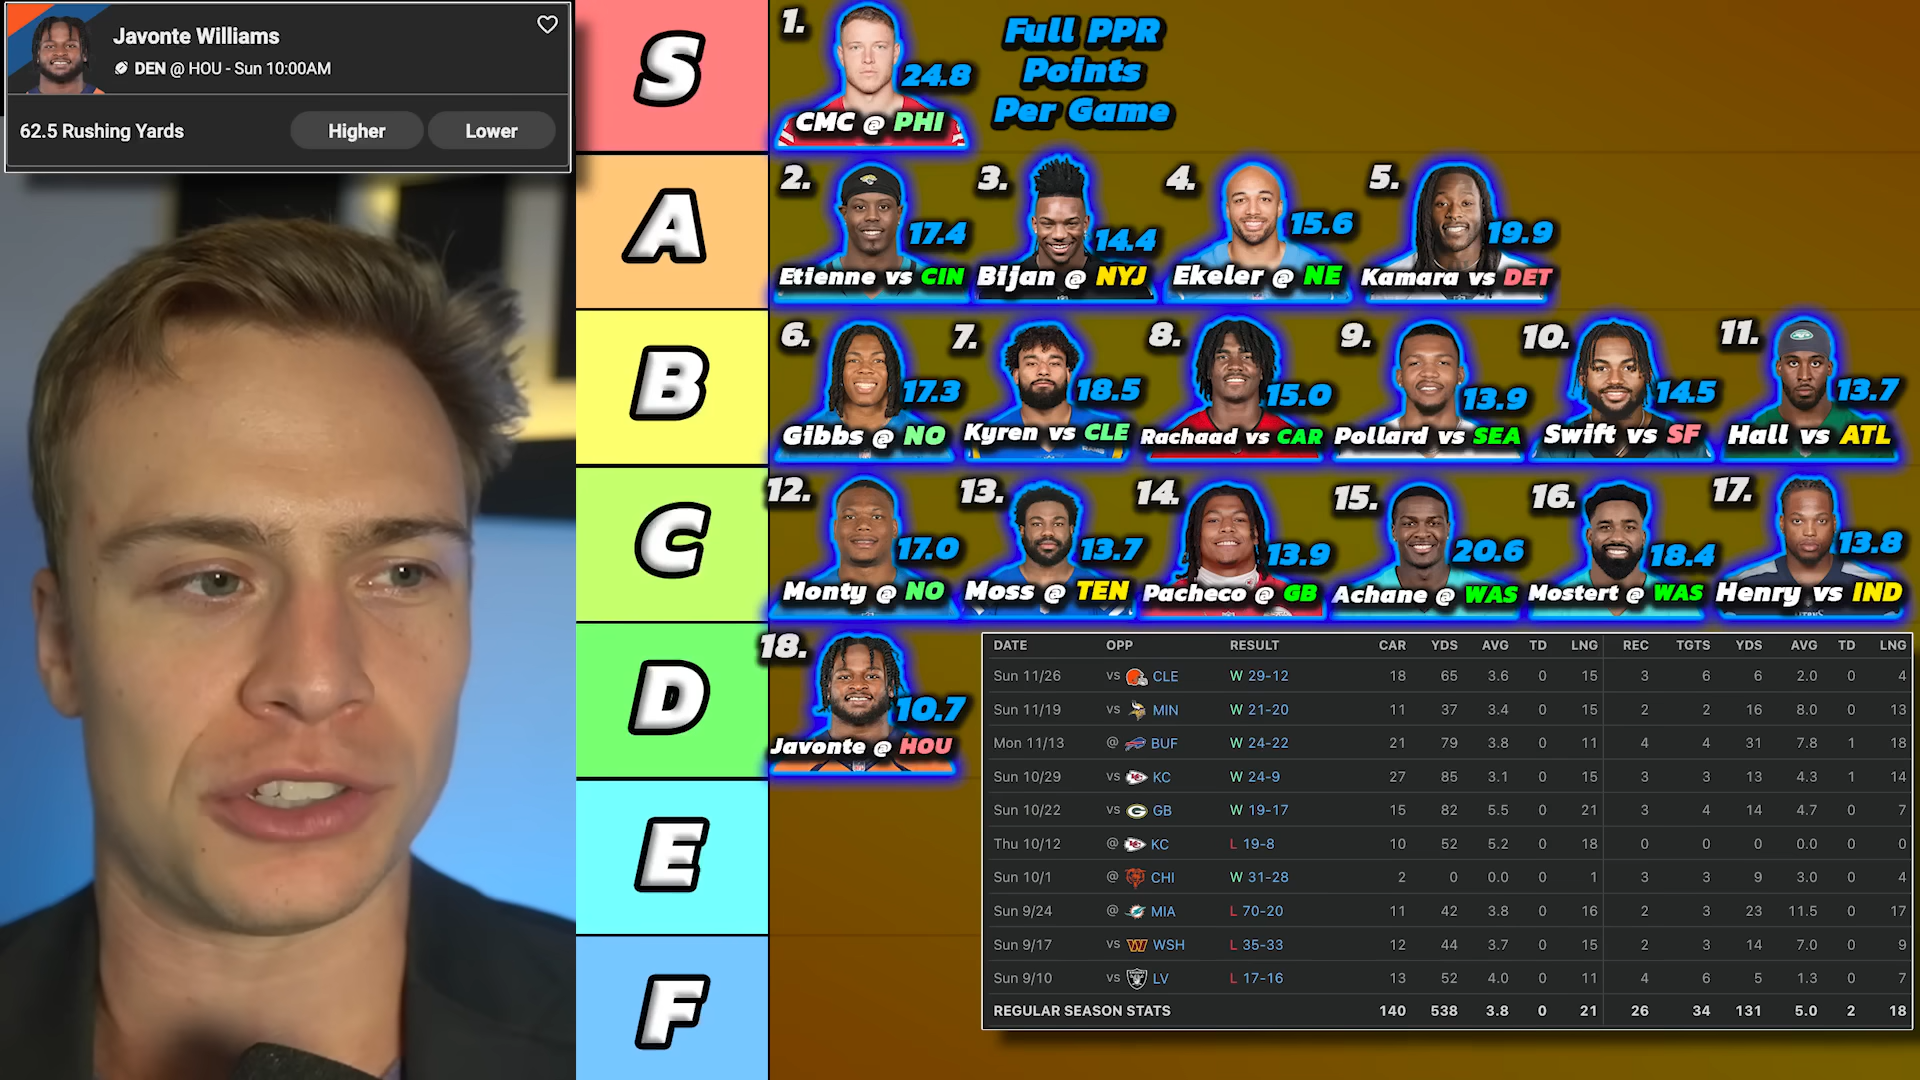 Javonte Williams
DEN @ HOU - Sun 10:00AM
62.5 Rushing Yards Higher Lower
S
1. 24.8
CMC @ PHI
Full PPR
Points
Per Game
A
2. 17.4 3. 14.4 4. 15.6 5. 19.9
Etienne vs CIN Bijan @ NYJ Ekeler @ NE Kamara vs DET
B
6. 17.3 7. 18.5 8. 15.0 9. 13.9 10. 14.5 11. 13.7
Gibbs @ NO Kyren vs CLE Rachaad vs CAR Pollard vs SEA Swift vs SF Hall vs ATL
C
12. 17.0 13. 13.7 14. 13.9 15. 20.6 16. 18.4 17. 13.8
Monty @ NO Moss @ TEN Pacheco @ GB Achane @ WAS Mostert @ WAS Henry vs IND
D
18. 10.7
Javonte @ HOU
E
F
DATE OPP RESULT CAR YDS AVG TD LNG REC TGTS YDS AVG TD LNG
Sun 11/26 vs CLE W 29-12 18 65 3.6 0 15 3 6 6 2.0 0 4
Sun 11/19 vs MIN W 21-20 11 37 3.4 0 15 2 2 16 8.0 0 13
Mon 11/13 @ BUF W 24-22 21 79 3.8 0 11 4 4 31 7.8 1 18
Sun 10/29 vs KC W 24-9 27 85 3.1 0 15 3 3 13 4.3 1 14
Sun 10/22 vs GB W 19-17 15 82 5.5 0 21 3 4 14 4.7 0 7
Thu 10/12 @ KC L 19-8 10 52 5.2 0 18 0 0 0 0.0 0 0
Sun 10/1 @ CHI W 31-28 2 0 0.0 0 1 3 3 9 3.0 0 4
Sun 9/24 @ MIA L 70-20 11 42 3.8 0 16 2 3 23 11.5 0 17
Sun 9/17 vs WSH L 35-33 12 44 3.7 0 15 2 3 14 7.0 0 9
Sun 9/10 vs LV L 17-16 13 52 4.0 0 11 4 6 5 1.3 0 7
REGULAR SEASON STATS 140 538 3.8 0 21 26 34 131 5.0 2 18